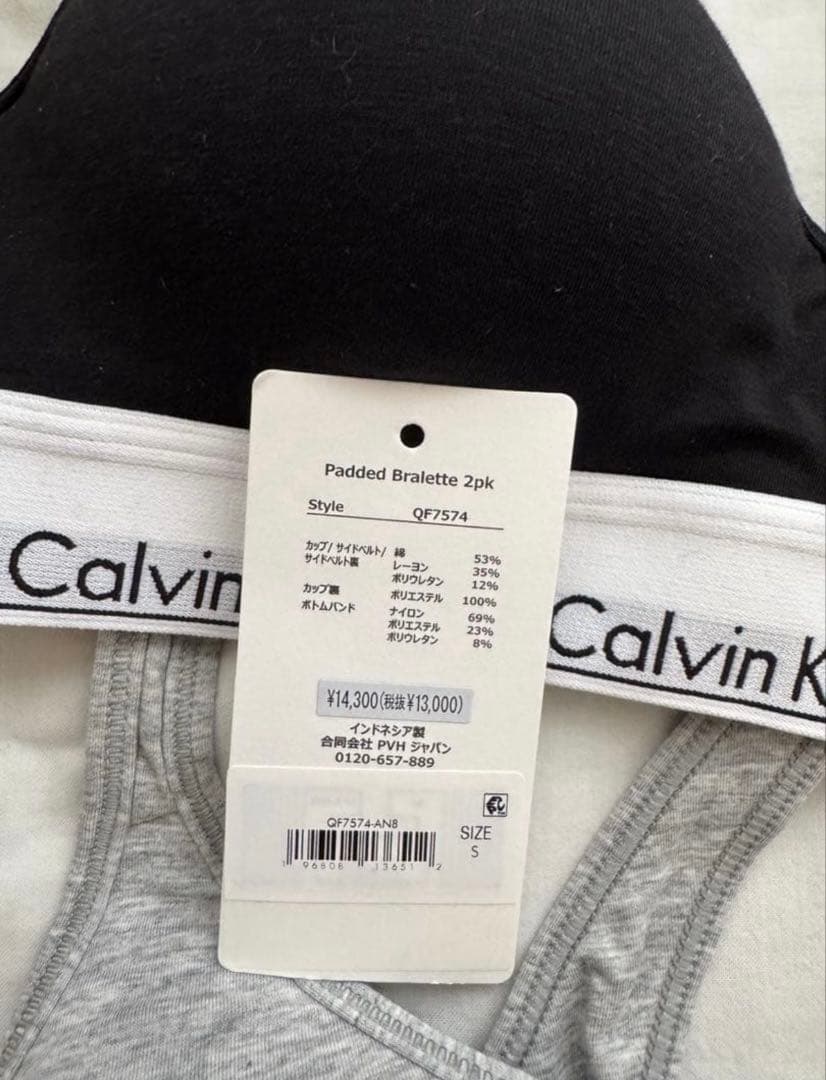 Padded Bralette 2pk
Style QF7574
カップ/サイドベルト/ 綿 53%
サイドベルト裏 レーヨン 35%
ポリウレタン 12%
カップ裏 ポリエステル 100%
ボトムバンド ナイロン 69%
ポリエステル 23%
ポリウレタン 8%
¥14,300(税抜¥13,000)
インドネシア製
合同会社 PVH ジャパン
0120-657-889
QF7574-AN8
SIZE
S
1 96808 13651 2
Calvin
Calvin K